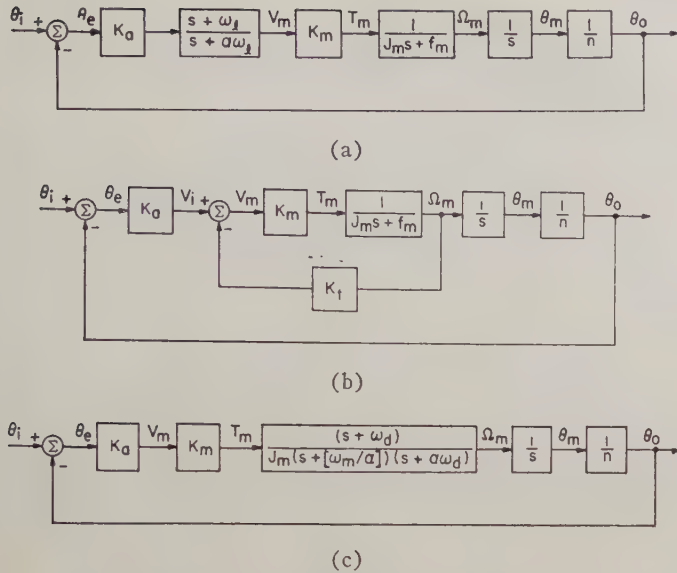 θi + Σ − θe Ka s + ωℓ / s + αωℓ Vm Km Tm 1 / Jms + fm Ωm 1/s θm 1/n θo
(a)
θi + Σ − θe Ka Vi + Σ − Vm Km Tm 1 / Jms + fm Ωm 1/s θm 1/n θo
Kt
(b)
θi + Σ − θe Ka Vm Km Tm (s + ωd) / Jm(s + [ωm/α])(s + αωd) Ωm 1/s θm 1/n θo
(c)